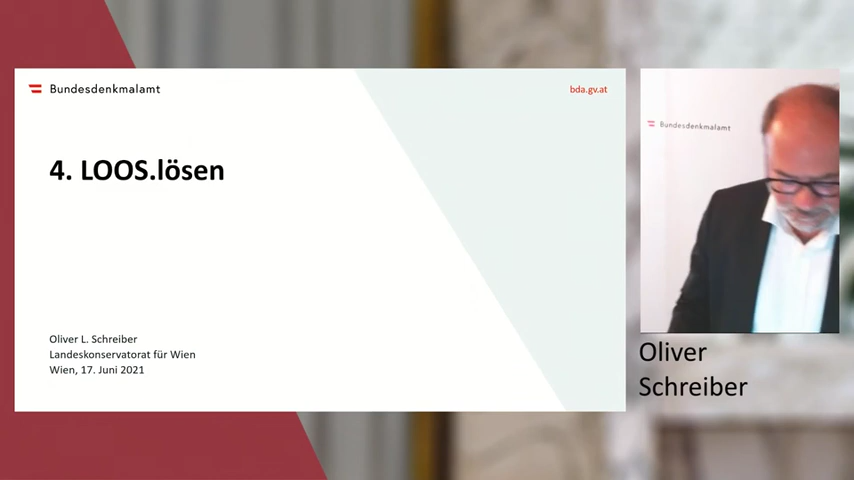 Bundesdenkmalamt
bda.gv.at
4. LOOS.lösen
Oliver L. Schreiber
Landeskonservatorat für Wien
Wien, 17. Juni 2021
Bundesdenkmalamt
Oliver
Schreiber